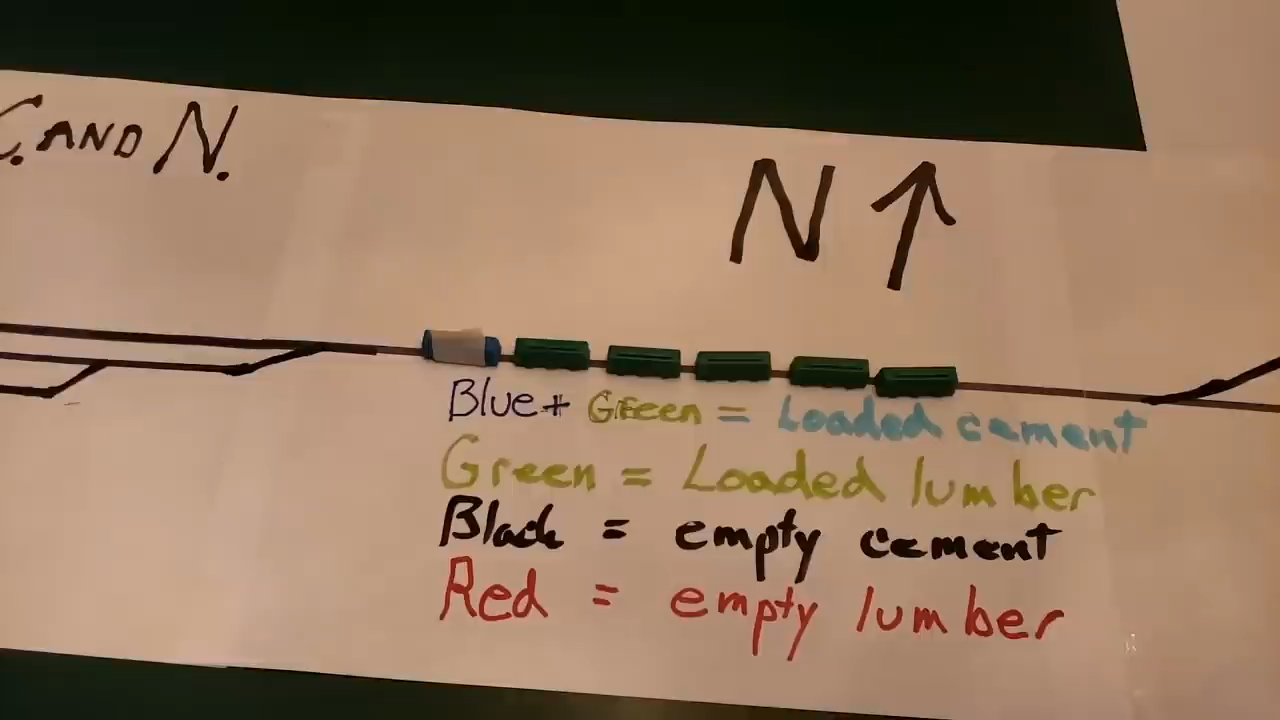 C. AND N.
N ↑
Blue + Green = Loaded cement
Green = Loaded lumber
Black = empty cement
Red = empty lumber